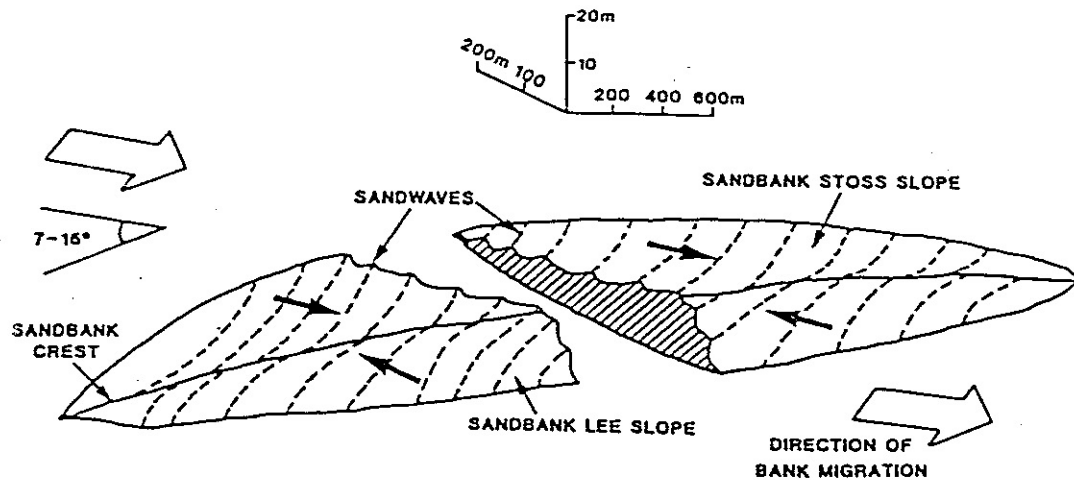 20m
200m 100
10
200 400 600m
SANDBANK STOSS SLOPE
SANDWAVES
7-15°
SANDBANK
CREST
SANDBANK LEE SLOPE
DIRECTION OF
BANK MIGRATION